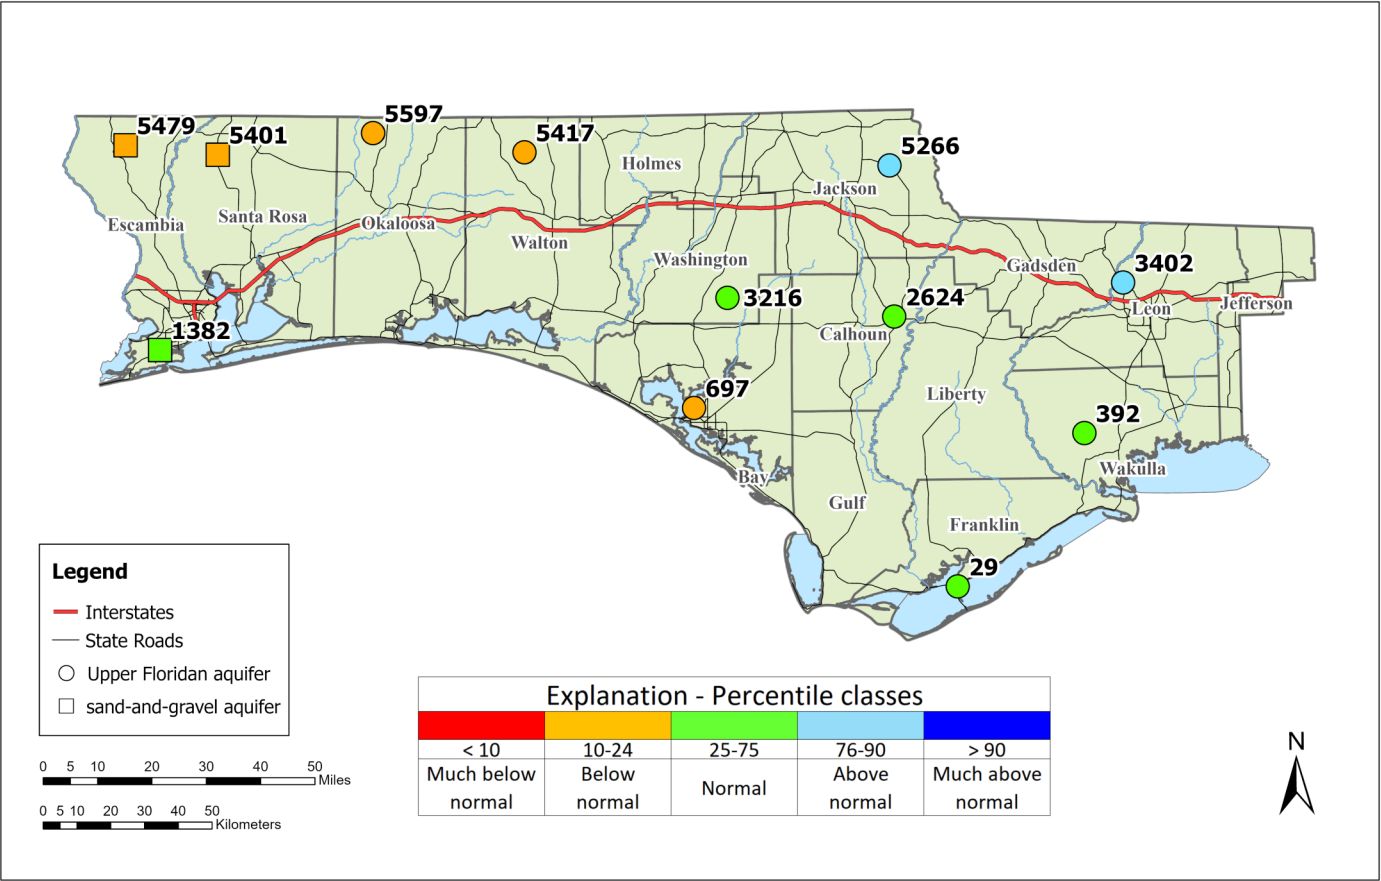 5479
5401
5597
5417
5266
Holmes
Jackson
Escambia
Santa Rosa
Okaloosa
Walton
Washington
Gadsden
3402
3216
2624
Leon
Jefferson
1382
Calhoun
697
Liberty
392
Bay
Wakulla
Gulf
Franklin
29
Legend
Interstates
State Roads
Upper Floridan aquifer
sand-and-gravel aquifer
0 5 10 20 30 40 50
Miles
0 5 10 20 30 40 50
Kilometers
Explanation - Percentile classes
< 10 10-24 25-75 76-90 > 90
Much below normal
Below normal
Normal
Above normal
Much above normal
N